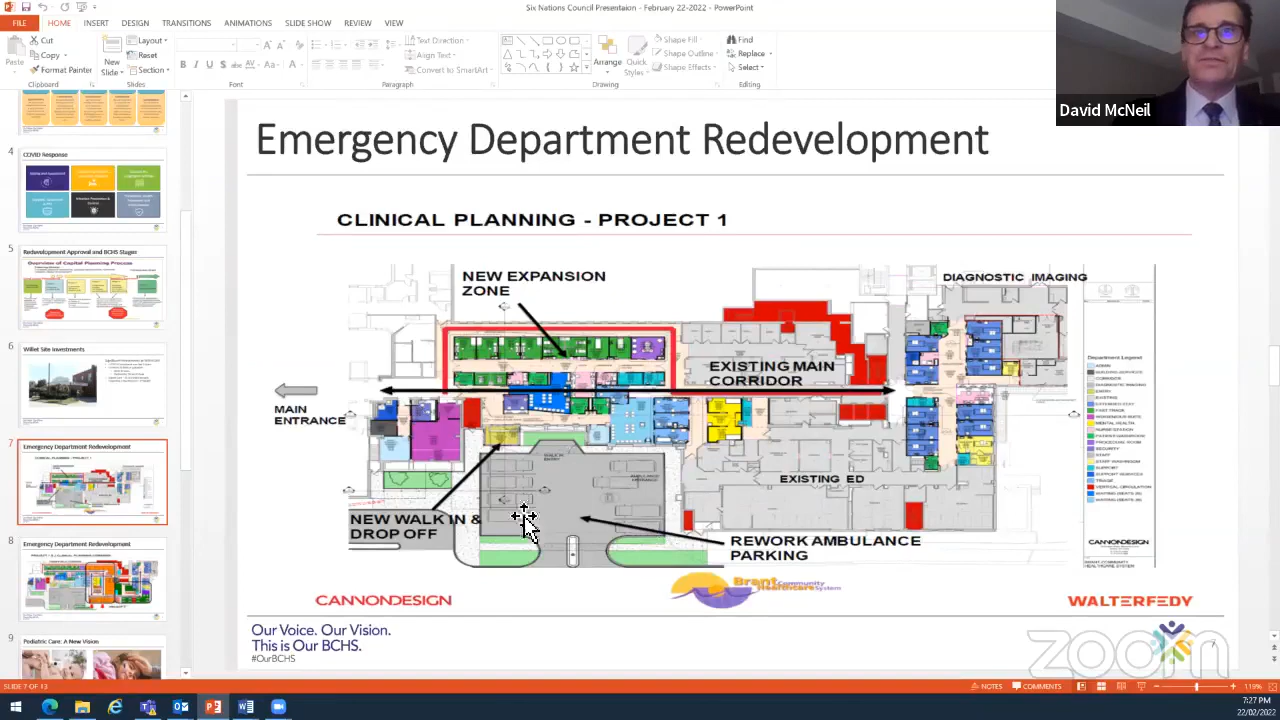 Six Nations Council Presentaion - February 22-2022 - PowerPoint
FILE HOME INSERT DESIGN TRANSITIONS ANIMATIONS SLIDE SHOW REVIEW VIEW
Paste
Cut
Copy
Format Painter
Clipboard
New Slide
Layout
Reset
Section
Slides
Font
Text Direction
Align Text
Convert to SmartArt
Paragraph
Arrange
Quick Styles
Shape Fill
Shape Outline
Shape Effects
Drawing
Find
Replace
Select
Editing
David McNeil
4
COVID Response
5
Redevelopment Approval and BCHS Stages
Overview of Capital Planning Process
6
Willet Site Investments
7
Emergency Department Redevelopment
8
Emergency Department Redevelopment
9
Pediatric Care: A New Vision
Emergency Department Redevelopment
CLINICAL PLANNING - PROJECT 1
NEW EXPANSION
ZONE
DIAGNOSTIC IMAGING
EXISTING MAIN
CORRIDOR
MAIN
ENTRANCE
EXISTING ED
NEW WALK IN &
DROP OFF
REWORK AMBULANCE
PARKING
Department Legend
CANNONDESIGN
CANNONDESIGN
Brant Community
Healthcare System
WALTERFEDY
Our Voice. Our Vision.
This is Our BCHS.
#OurBCHS
zoom
7
SLIDE 7 OF 13
NOTES COMMENTS
119%
7:27 PM
22/02/2022